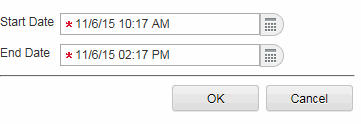 Start Date * 11/6/15 10:17 AM
End Date * 11/6/15 02:17 PM
OK Cancel